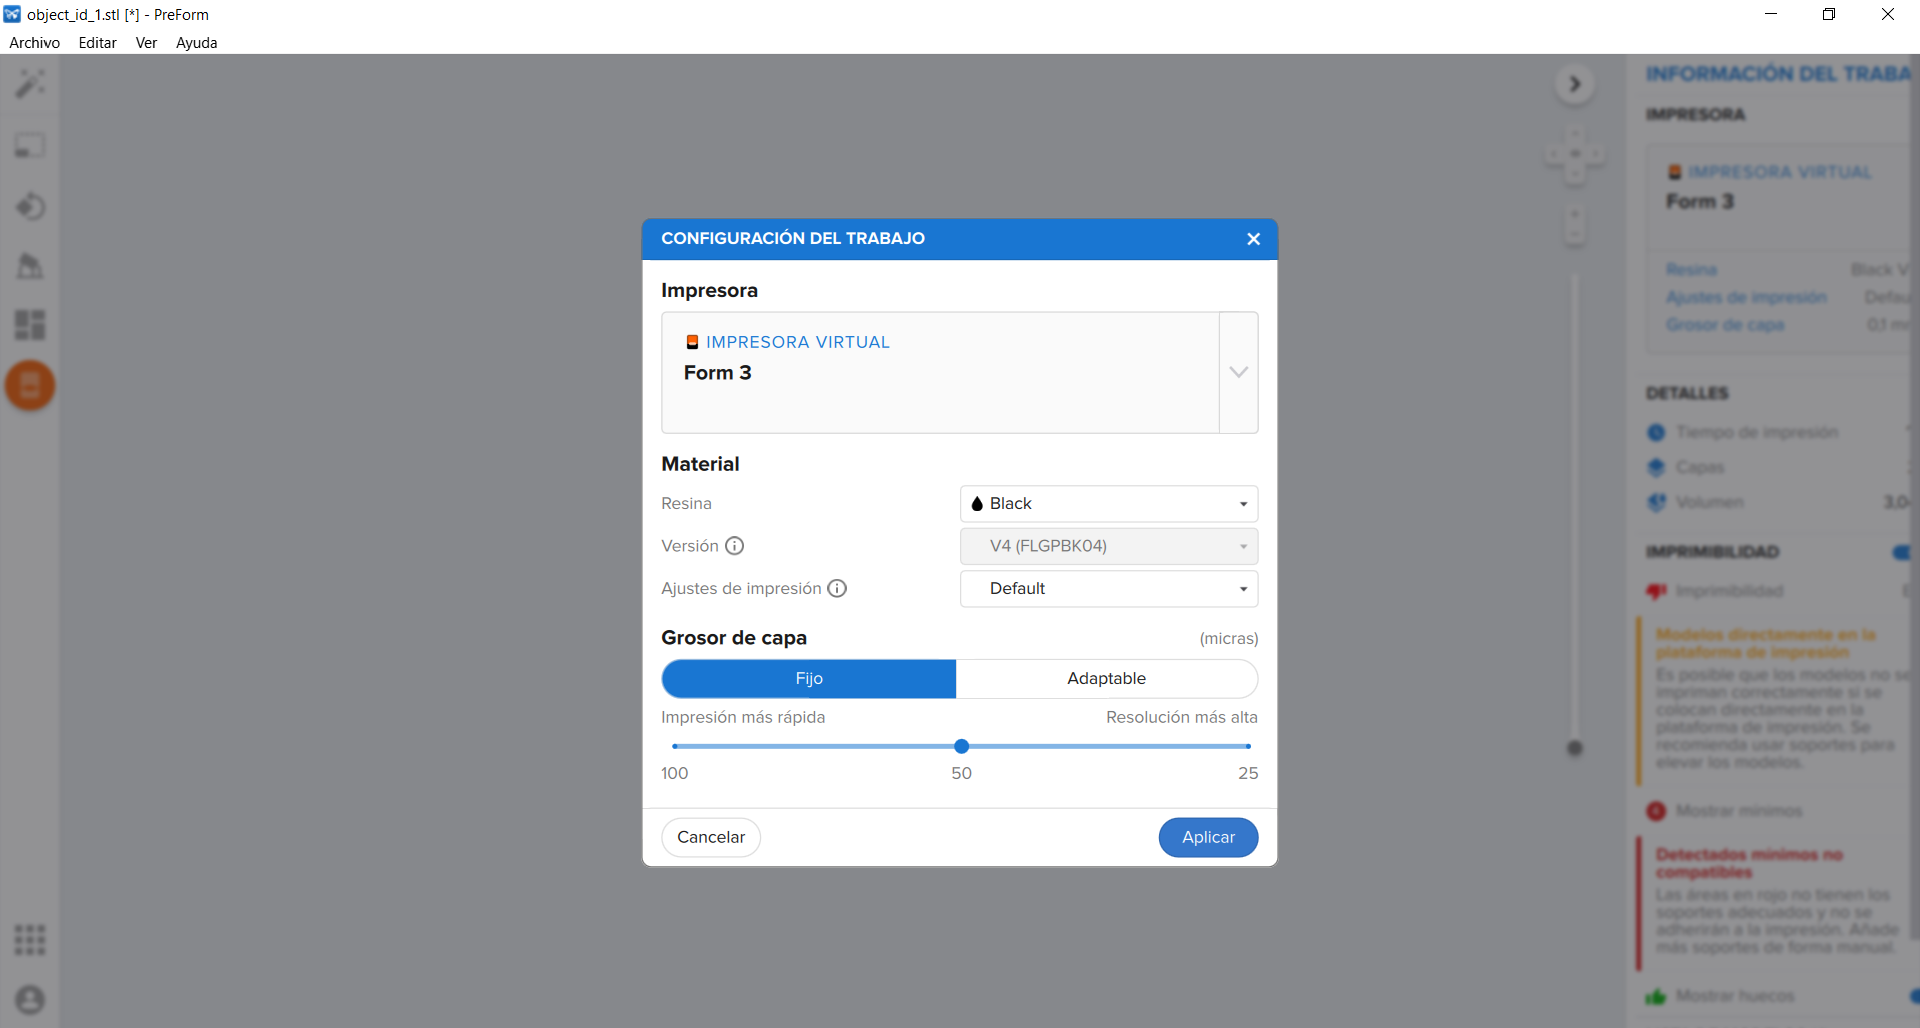 object_id_1.stl [*] - PreForm
Archivo Editar Ver Ayuda
CONFIGURACIÓN DEL TRABAJO
Impresora
IMPRESORA VIRTUAL
Form 3
Material
Resina Black
Versión V4 (FLGPBK04)
Ajustes de impresión Default
Grosor de capa (micras)
Fijo Adaptable
Impresión más rápida Resolución más alta
100 50 25
Cancelar Aplicar
INFORMACIÓN DEL TRABA
IMPRESORA
IMPRESORA VIRTUAL
Form 3
Resina Black V
Ajustes de impresión Defau
Grosor de capa 0,1 m
DETALLES
Tiempo de impresión
Capas
Volumen 3,0
IMPRIMIBILIDAD
Imprimibilidad
Modelos directamente en la
plataforma de impresión
Es posible que los modelos no se
impriman correctamente si se
colocan directamente en la
plataforma de impresión. Se
recomienda usar soportes para
elevar los modelos.
Mostrar mínimos
Detectados mínimos no
compatibles
Las áreas en rojo no tienen los
soportes adecuados y no se
adherirán a la impresión. Añade
más soportes de forma manual.
Mostrar huecos